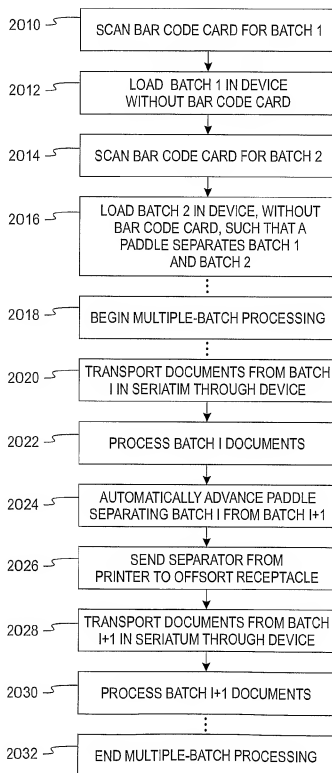 2010
SCAN BAR CODE CARD FOR BATCH 1
2012
LOAD BATCH 1 IN DEVICE
WITHOUT BAR CODE CARD
2014
SCAN BAR CODE CARD FOR BATCH 2
2016
LOAD BATCH 2 IN DEVICE, WITHOUT
BAR CODE CARD, SUCH THAT A
PADDLE SEPARATES BATCH 1
AND BATCH 2
2018
BEGIN MULTIPLE-BATCH PROCESSING
2020
TRANSPORT DOCUMENTS FROM BATCH
I IN SERIATIM THROUGH DEVICE
2022
PROCESS BATCH I DOCUMENTS
2024
AUTOMATICALLY ADVANCE PADDLE
SEPARATING BATCH I FROM BATCH I+1
2026
SEND SEPARATOR FROM
PRINTER TO OFFSORT RECEPTACLE
2028
TRANSPORT DOCUMENTS FROM BATCH
I+1 IN SERIATUM THROUGH DEVICE
2030
PROCESS BATCH I+1 DOCUMENTS
2032
END MULTIPLE-BATCH PROCESSING